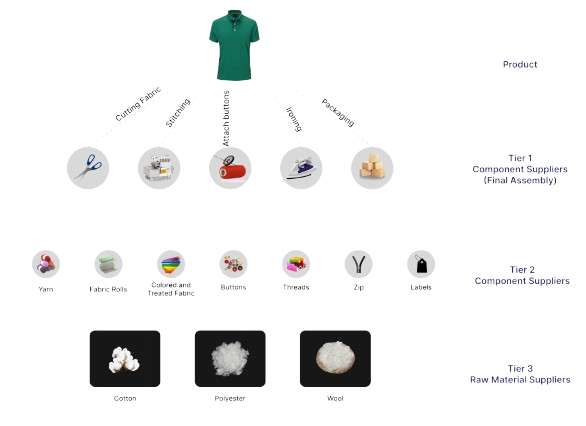 Product
Cutting Fabric
Stitching
Attach buttons
Ironing
Packaging
Tier 1
Component Suppliers
(Final Assembly)
Tier 2
Component Suppliers
Yarn
Fabric Rolls
Colored and
Treated Fabric
Buttons
Threads
Zip
Labels
Tier 3
Raw Material Suppliers
Cotton
Polyester
Wool